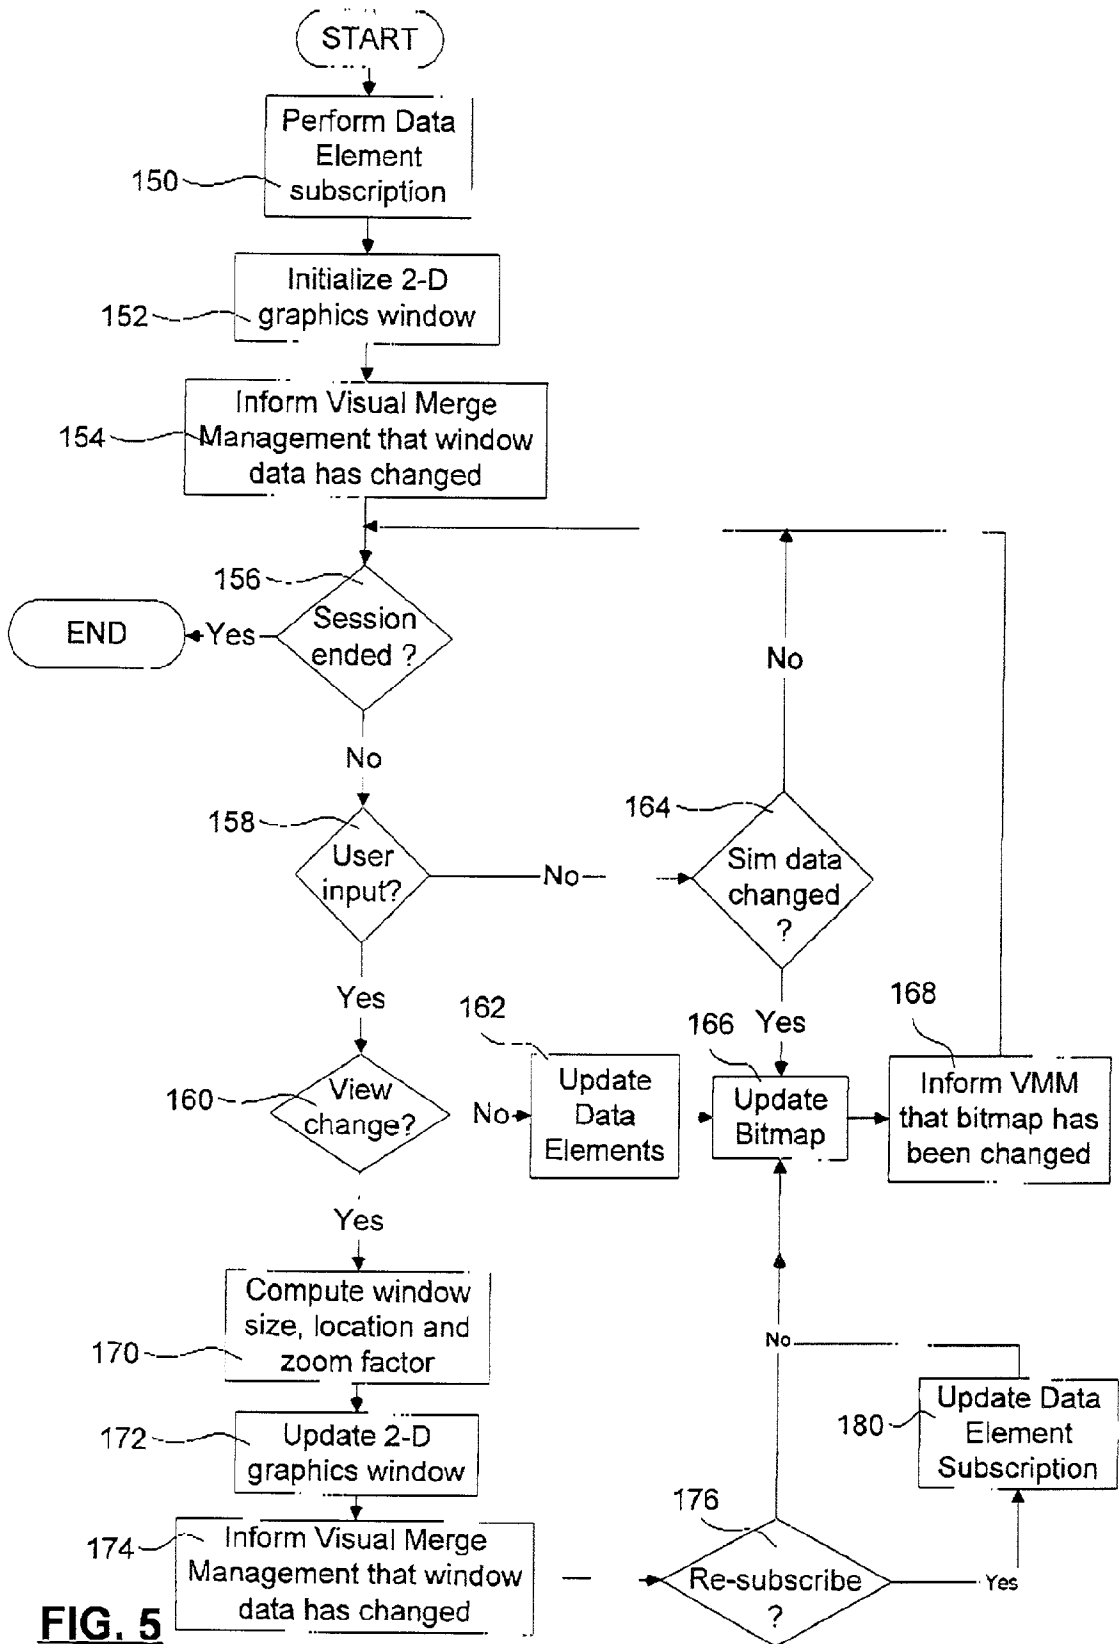 START
Perform Data
Element
subscription
150
Initialize 2-D
graphics window
152
Inform Visual Merge
Management that window
data has changed
154
156
Session
ended ?
Yes
END
No
No
158
User
input?
No
164
Sim data
changed
?
Yes
Yes
160
View
change?
No
162
Update
Data
Elements
166
Update
Bitmap
168
Inform VMM
that bitmap has
been changed
Yes
170
Compute window
size, location and
zoom factor
172
Update 2-D
graphics window
174
Inform Visual Merge
Management that window
data has changed
176
Re-subscribe
?
Yes
No
180
Update Data
Element
Subscription
FIG. 5